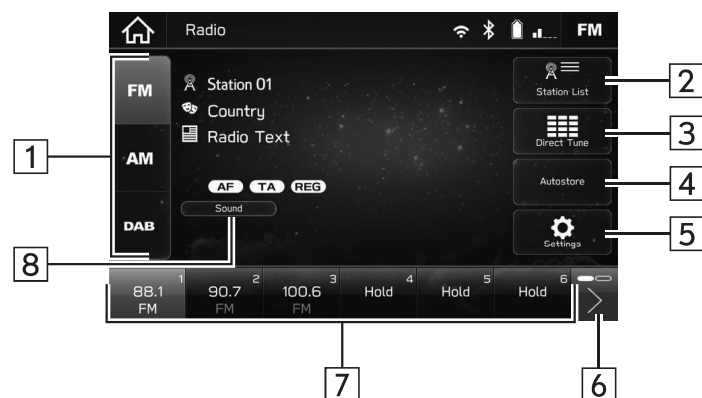 Radio FM
FM
AM
DAB
Station 01
Country
Radio Text
AF TA REG
Sound
Station List
Direct Tune
Autostore
Settings
1 2 3 4 5 6
88.1 90.7 100.6 Hold Hold Hold
FM FM FM
1
2
3
4
5
8
7
6